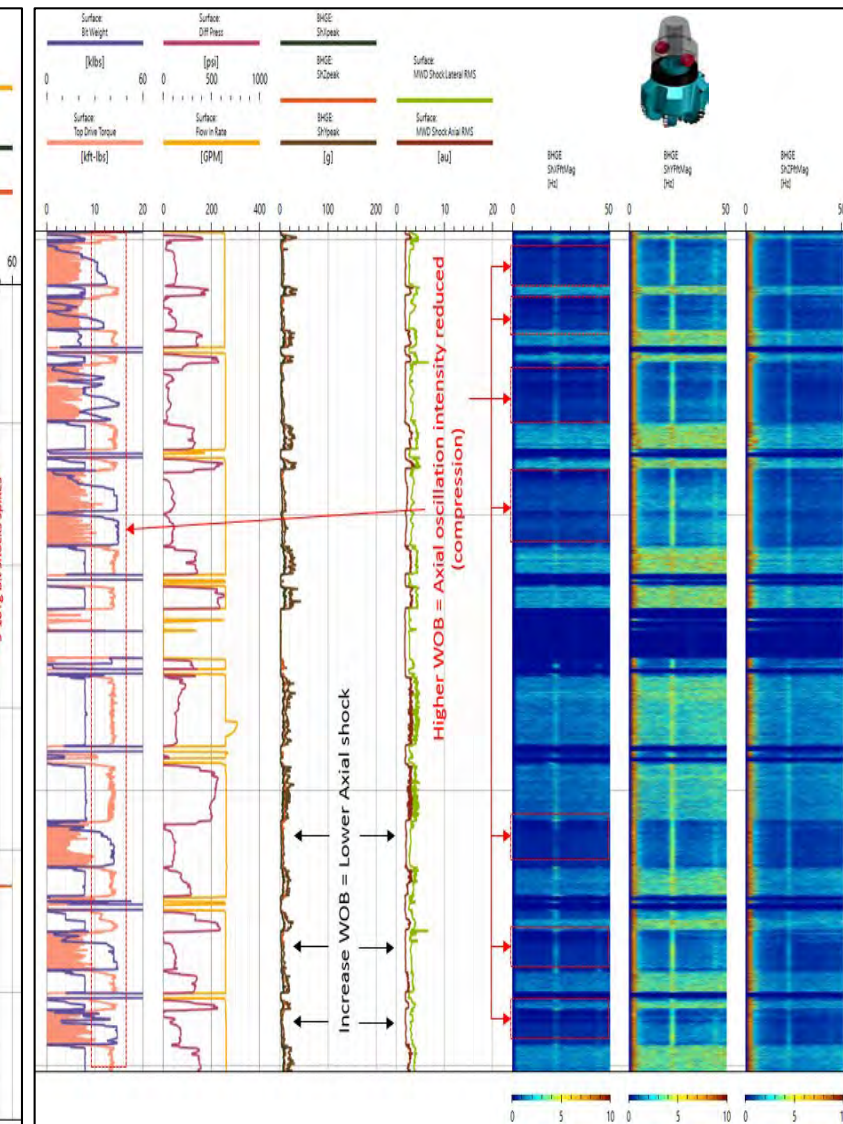 Surface:
Bit Weight
[klbs]
0 60
Surface:
Top Drive Torque
[kft-lbs]
0 10 20
Surface:
Diff Press
[psi]
0 500 1000
Surface:
Flow In Rate
[GPM]
0 200 400
BHGE:
ShXpeak
BHGE:
ShZpeak
BHGE:
ShYpeak
[g]
0 100 200
Surface:
MWD Shock Lateral RMS
Surface:
MWD Shock Axial RMS
[au]
0 10 20
BHGE
ShXFftMag
[Hz]
0 50
BHGE
ShYFftMag
[Hz]
0 50
BHGE
ShZFftMag
[Hz]
0 50
60
Higher WOB = Axial oscillation intensity reduced
(compression)
Increase WOB = Lower Axial shock
0 5 10
0 5 10
0 5